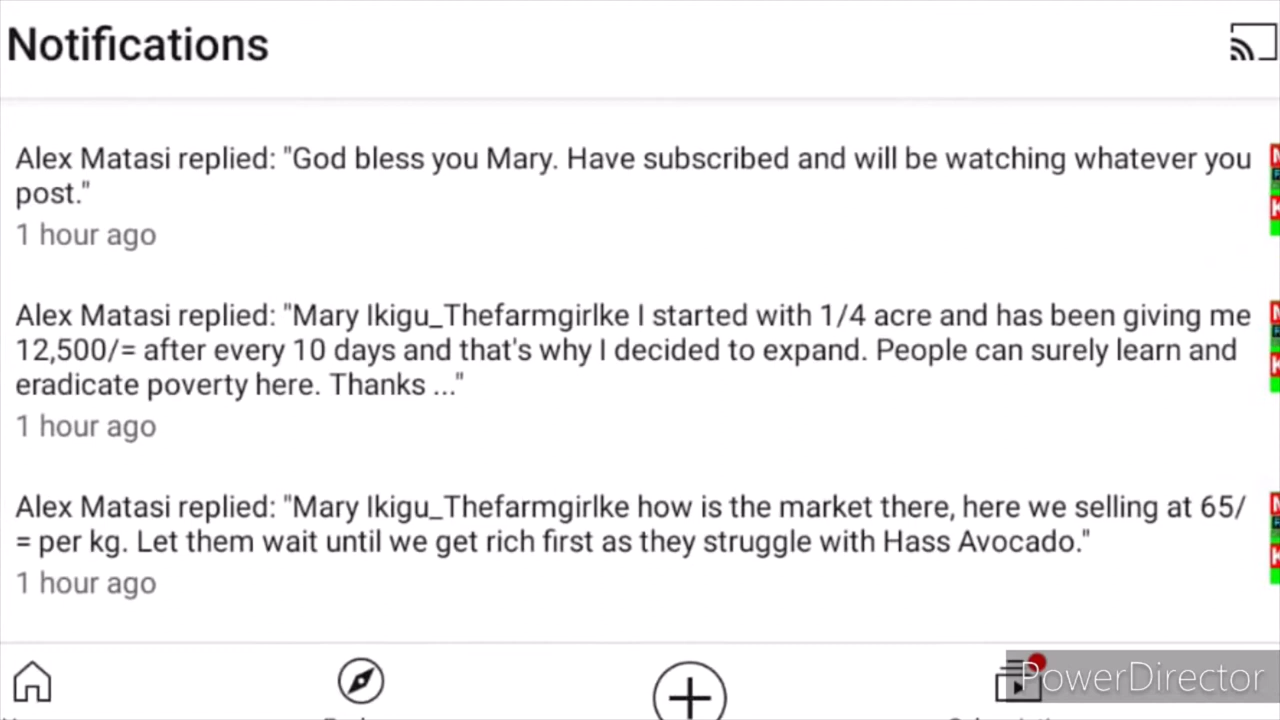 Notifications
Alex Matasi replied: "God bless you Mary. Have subscribed and will be watching whatever you
post."
1 hour ago
Alex Matasi replied: "Mary Ikigu_Thefarmgirlke I started with 1/4 acre and has been giving me
12,500/= after every 10 days and that's why I decided to expand. People can surely learn and
eradicate poverty here. Thanks ..."
1 hour ago
Alex Matasi replied: "Mary Ikigu_Thefarmgirlke how is the market there, here we selling at 65/
= per kg. Let them wait until we get rich first as they struggle with Hass Avocado."
1 hour ago
PowerDirector